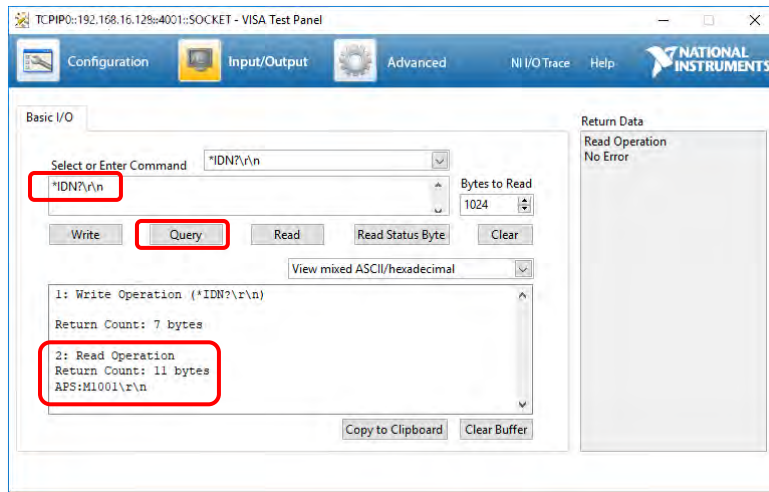 TCPIP0::192.168.16.128::4001::SOCKET - VISA Test Panel
Configuration Input/Output Advanced NI I/O Trace Help NATIONAL INSTRUMENTS
Basic I/O
Return Data
Read Operation
No Error
Select or Enter Command *IDN?\r\n
*IDN?\r\n
Bytes to Read
1024
Write Query Read Read Status Byte Clear
View mixed ASCII/hexadecimal
1: Write Operation (*IDN?\r\n)
Return Count: 7 bytes
2: Read Operation
Return Count: 11 bytes
APS:M1001\r\n
Copy to Clipboard Clear Buffer